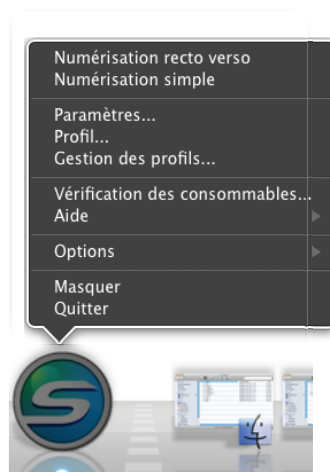 Numérisation recto verso
Numérisation simple
Paramètres...
Profil...
Gestion des profils...
Vérification des consommables...
Aide
Options
Masquer
Quitter